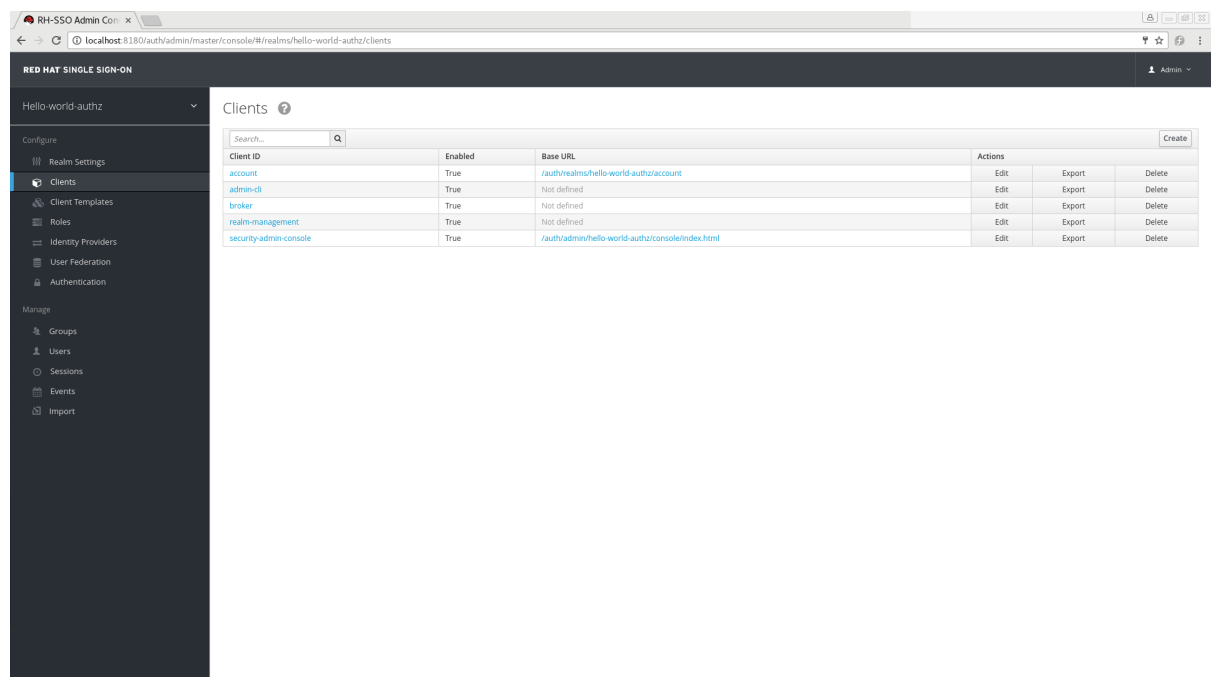 RH-SSO Admin Con
localhost:8180/auth/admin/master/console/#/realms/hello-world-authz/clients
RED HAT SINGLE SIGN-ON
Admin
Hello-world-authz
Clients
Configure
Search...
Create
Client ID Enabled Base URL Actions
Realm Settings
account True /auth/realms/hello-world-authz/account Edit Export Delete
Clients
admin-cli True Not defined Edit Export Delete
Client Templates
broker True Not defined Edit Export Delete
Roles
realm-management True Not defined Edit Export Delete
Identity Providers
security-admin-console True /auth/admin/hello-world-authz/console/index.html Edit Export Delete
User Federation
Authentication
Manage
Groups
Users
Sessions
Events
Import